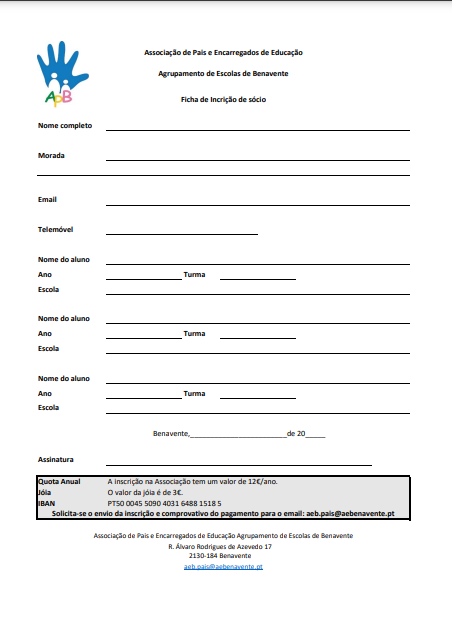 ApB
Associação de Pais e Encarregados de Educação
Agrupamento de Escolas de Benavente
Ficha de Incrição de sócio
Nome completo
Morada
Email
Telemóvel
Nome do aluno
Ano Turma
Escola
Nome do aluno
Ano Turma
Escola
Nome do aluno
Ano Turma
Escola
Benavente,__________________________de 20_____
Assinatura
Quota Anual A inscrição na Associação tem um valor de 12€/ano.
Jóia O valor da jóia é de 3€.
IBAN PT50 0045 5090 4031 6488 1518 5
Solicita-se o envio da inscrição e comprovativo do pagamento para o email: aeb.pais@aebenavente.pt
Associação de Pais e Encarregados de Educação Agrupamento de Escolas de Benavente
R. Álvaro Rodrigues de Azevedo 17
2130-184 Benavente
aeb.pais@aebenavente.pt